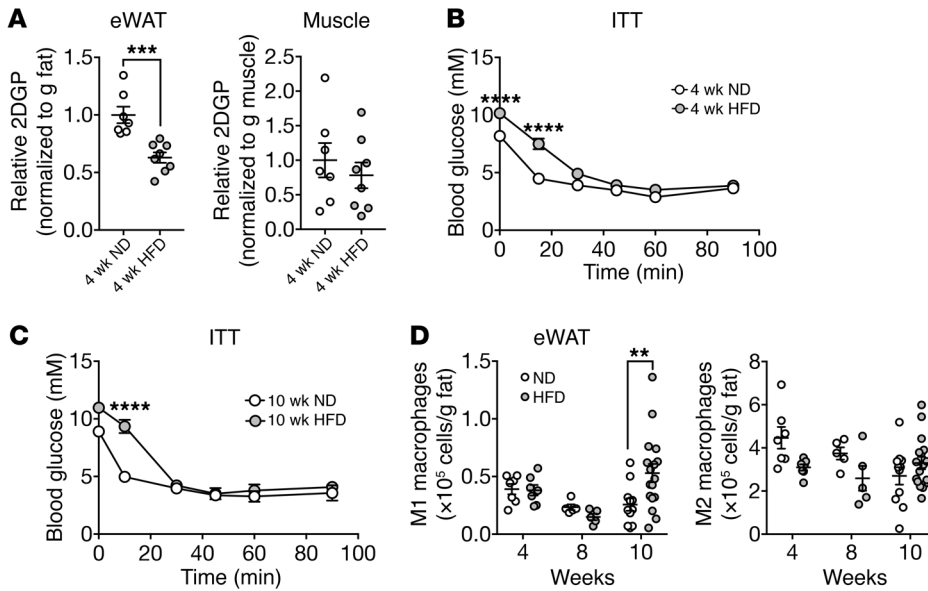 A
eWAT
Relative 2DGP
(normalized to g fat)
1.5
1.0
0.5
0.0
***
4 wk ND
4 wk HFD
Muscle
Relative 2DGP
(normalized to g muscle)
2.5
2.0
1.5
1.0
0.5
0.0
4 wk ND
4 wk HFD
B
ITT
Blood glucose (mM)
15
10
5
0
****
****
4 wk ND
4 wk HFD
0 20 40 60 80 100
Time (min)
C
ITT
Blood glucose (mM)
15
10
5
0
****
10 wk ND
10 wk HFD
0 20 40 60 80 100
Time (min)
D
eWAT
M1 macrophages
(×10⁵ cells/g fat)
1.5
1.0
0.5
0.0
ND
HFD
**
4 8 10
Weeks
M2 macrophages
(×10⁵ cells/g fat)
8
6
4
2
0
4 8 10
Weeks